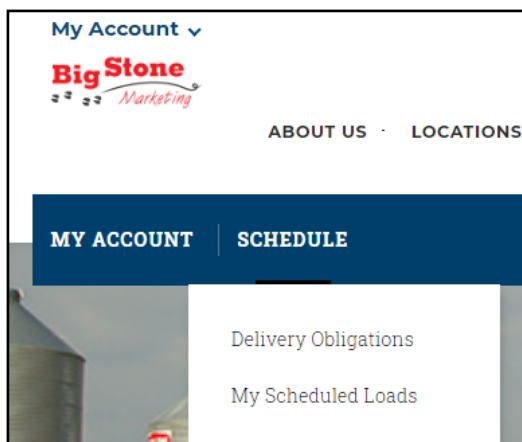 My Account
Big Stone
Marketing
ABOUT US · LOCATIONS
MY ACCOUNT SCHEDULE
Delivery Obligations
My Scheduled Loads